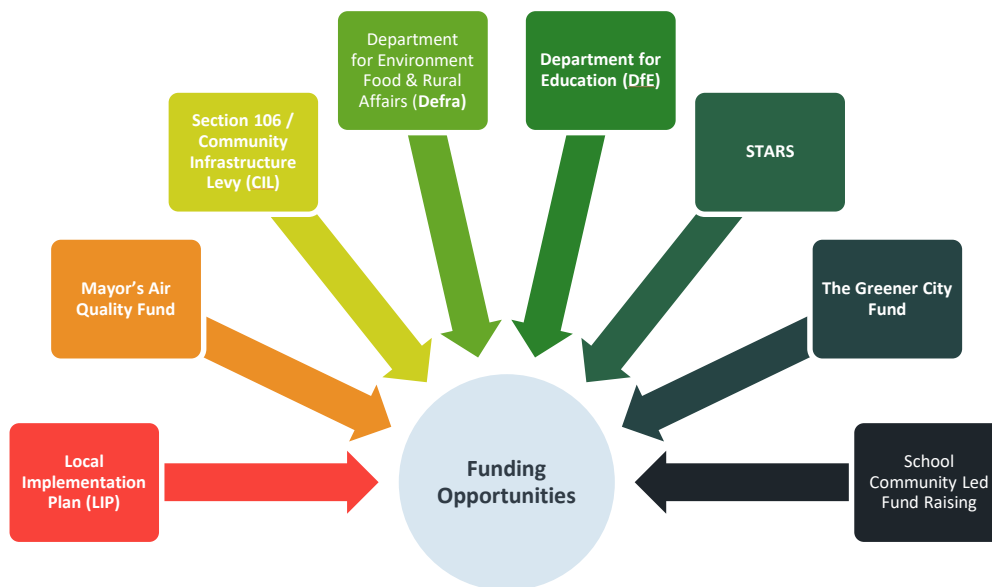 Local
Implementation
Plan (LIP)
Mayor’s Air
Quality Fund
Section 106 /
Community
Infrastructure
Levy (CIL)
Department
for Environment
Food & Rural
Affairs (Defra)
Department for
Education (DfE)
STARS
The Greener City
Fund
School
Community Led
Fund Raising
Funding
Opportunities